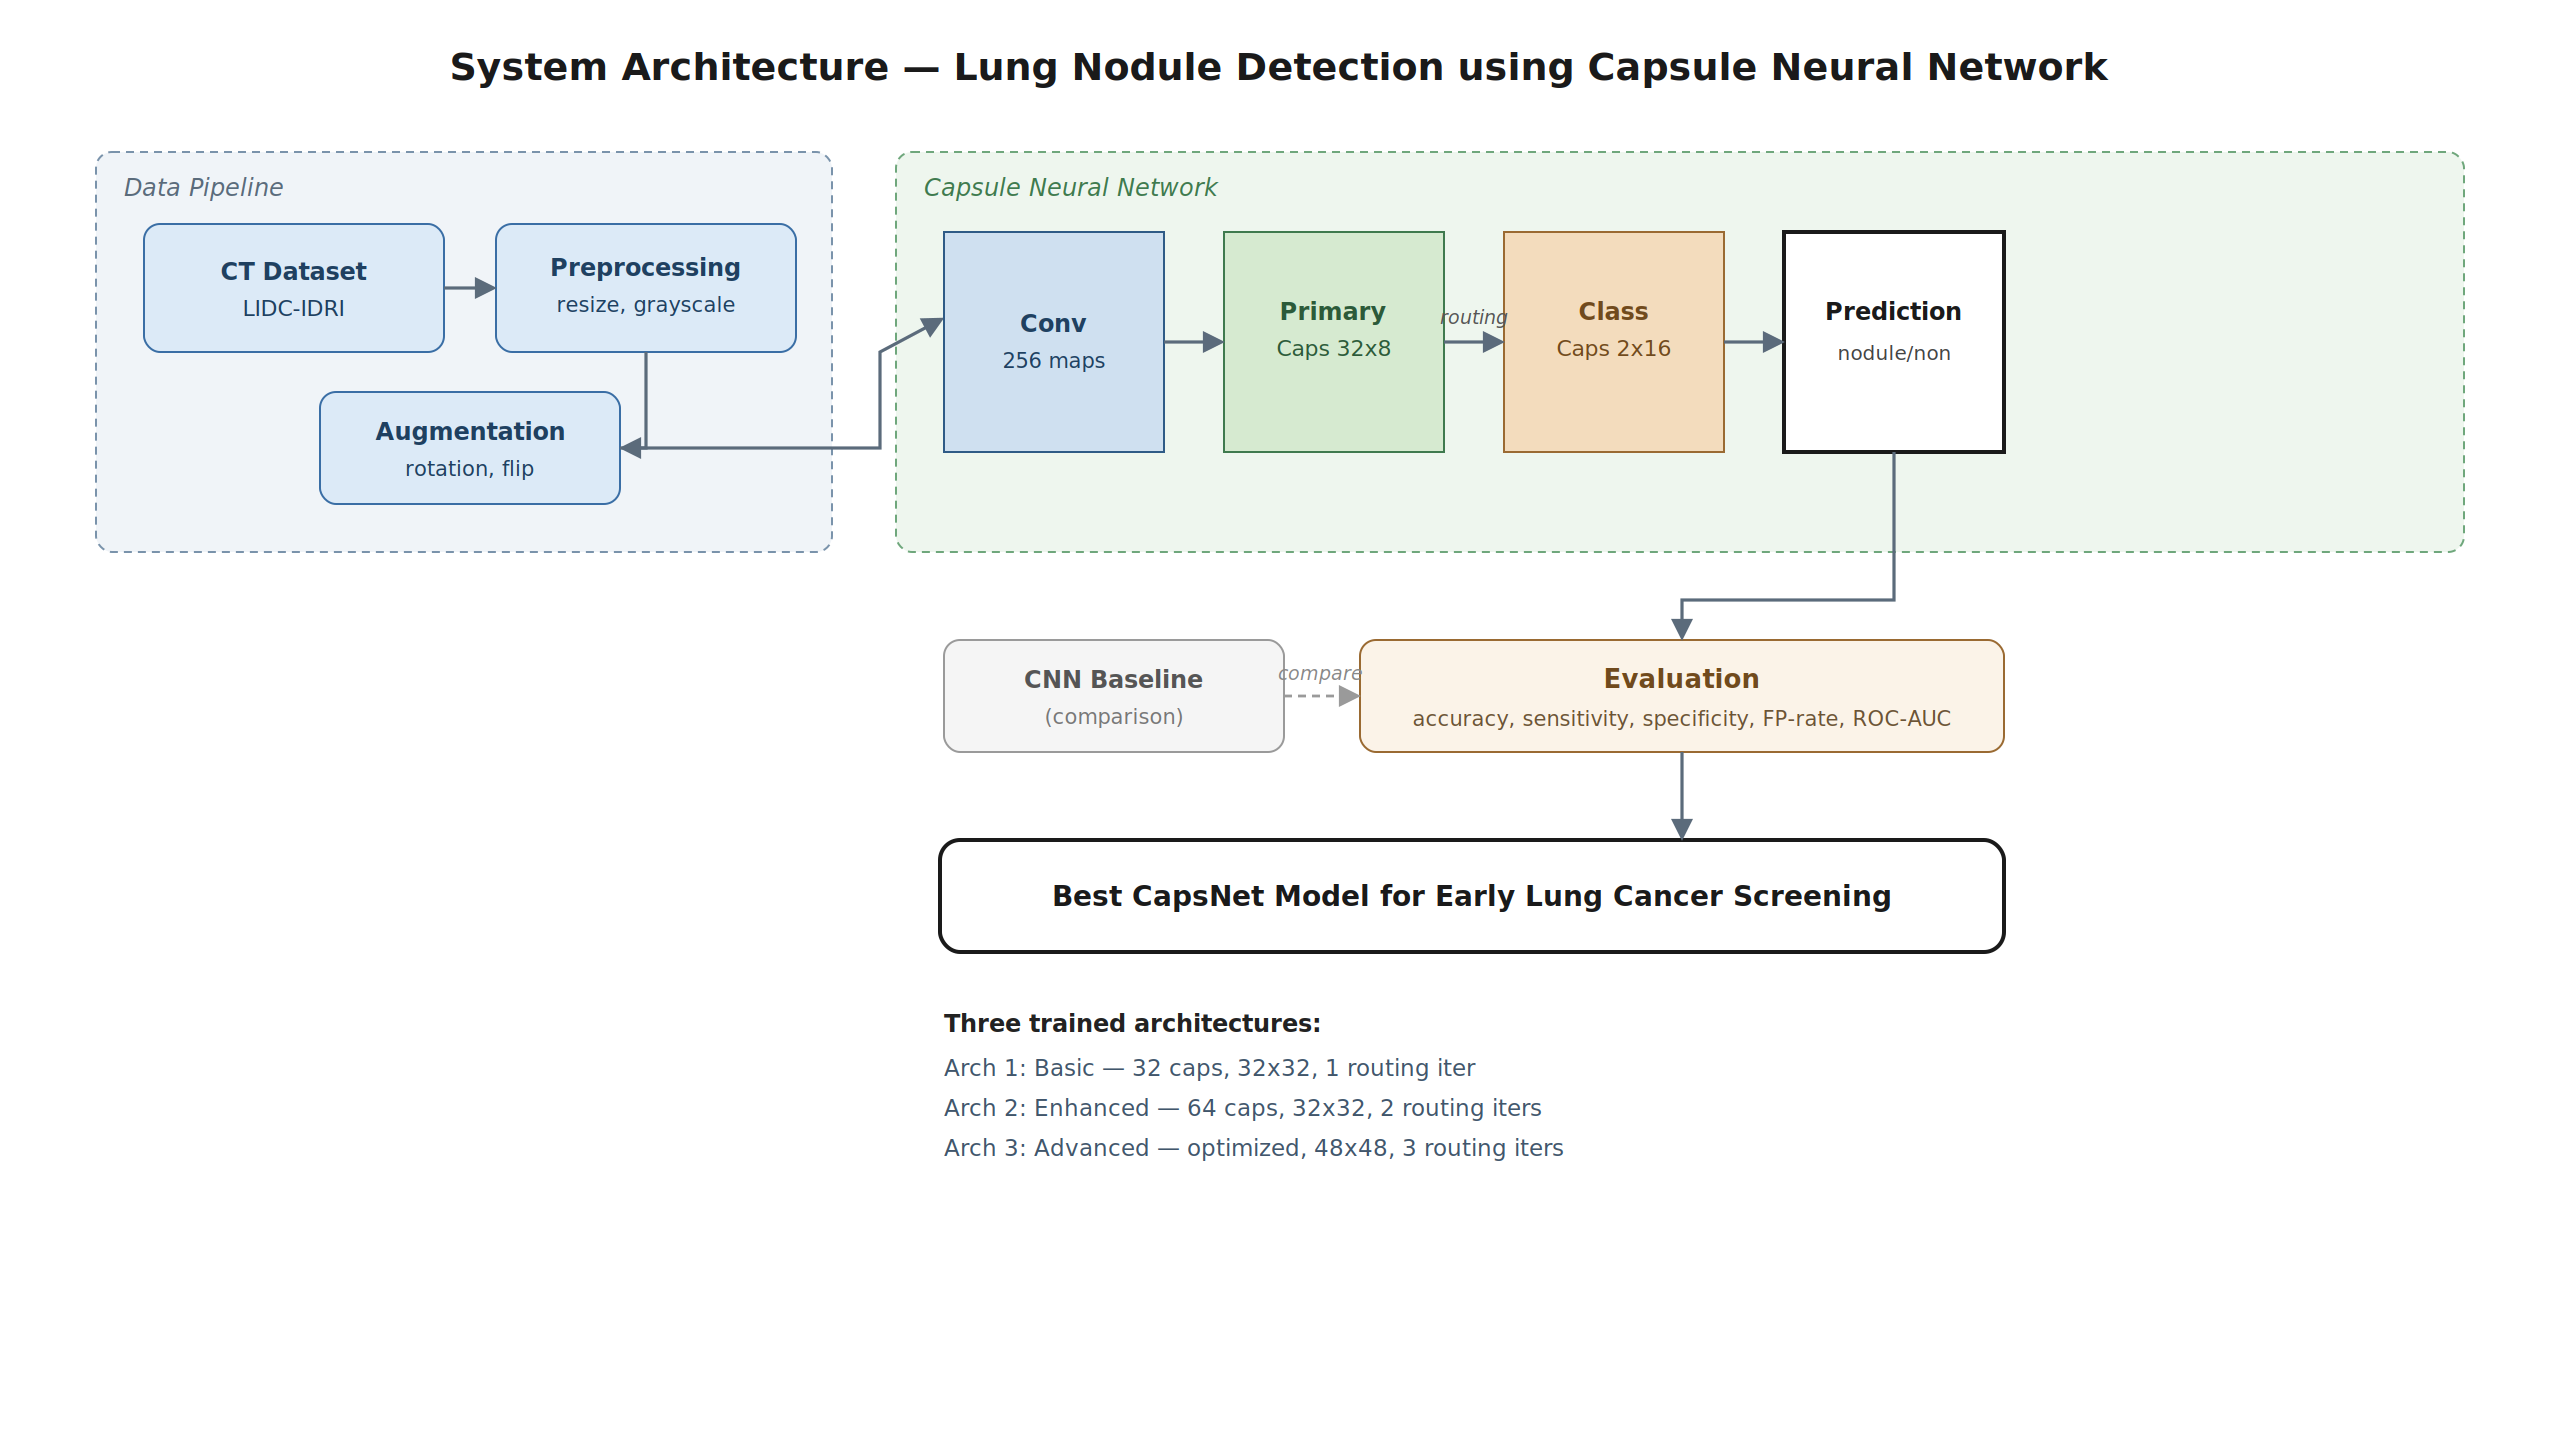 System Architecture — Lung Nodule Detection using Capsule Neural Network
Data Pipeline
CT Dataset
LIDC-IDRI
Preprocessing
resize, grayscale
Augmentation
rotation, flip
Capsule Neural Network
Conv
256 maps
Primary
Caps 32x8
routing
Class
Caps 2x16
Prediction
nodule/non
CNN Baseline
(comparison)
compare
Evaluation
accuracy, sensitivity, specificity, FP-rate, ROC-AUC
Best CapsNet Model for Early Lung Cancer Screening
Three trained architectures:
Arch 1: Basic — 32 caps, 32x32, 1 routing iter
Arch 2: Enhanced — 64 caps, 32x32, 2 routing iters
Arch 3: Advanced — optimized, 48x48, 3 routing iters